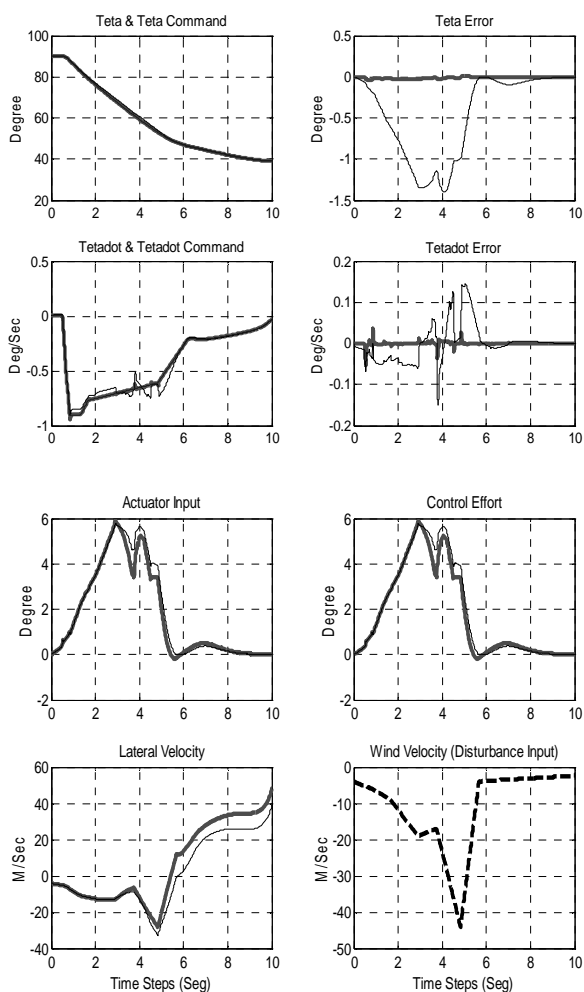 Teta & Teta Command
Teta Error
100
80
60
40
20
Degree
0 2 4 6 8 10
0
-0.5
-1
-1.5
Degree
0 2 4 6 8 10
Tetadot & Tetadot Command
Tetadot Error
0.5
0
-0.5
-1
Deg/Sec
0 2 4 6 8 10
0.2
0.1
0
-0.1
0.2
Deg/Sec
0 2 4 6 8 10
Actuator Input
Control Effort
6
4
2
0
-2
Degree
0 2 4 6 8 10
6
4
2
0
-2
Degree
0 2 4 6 8 10
Lateral Velocity
Wind Velocity (Disturbance Input)
60
40
20
0
-20
-40
M/Sec
0 2 4 6 8 10
Time Steps (Seg)
0
-10
-20
-30
-40
-50
M/Sec
0 2 4 6 8 10
Time Steps (Seg)